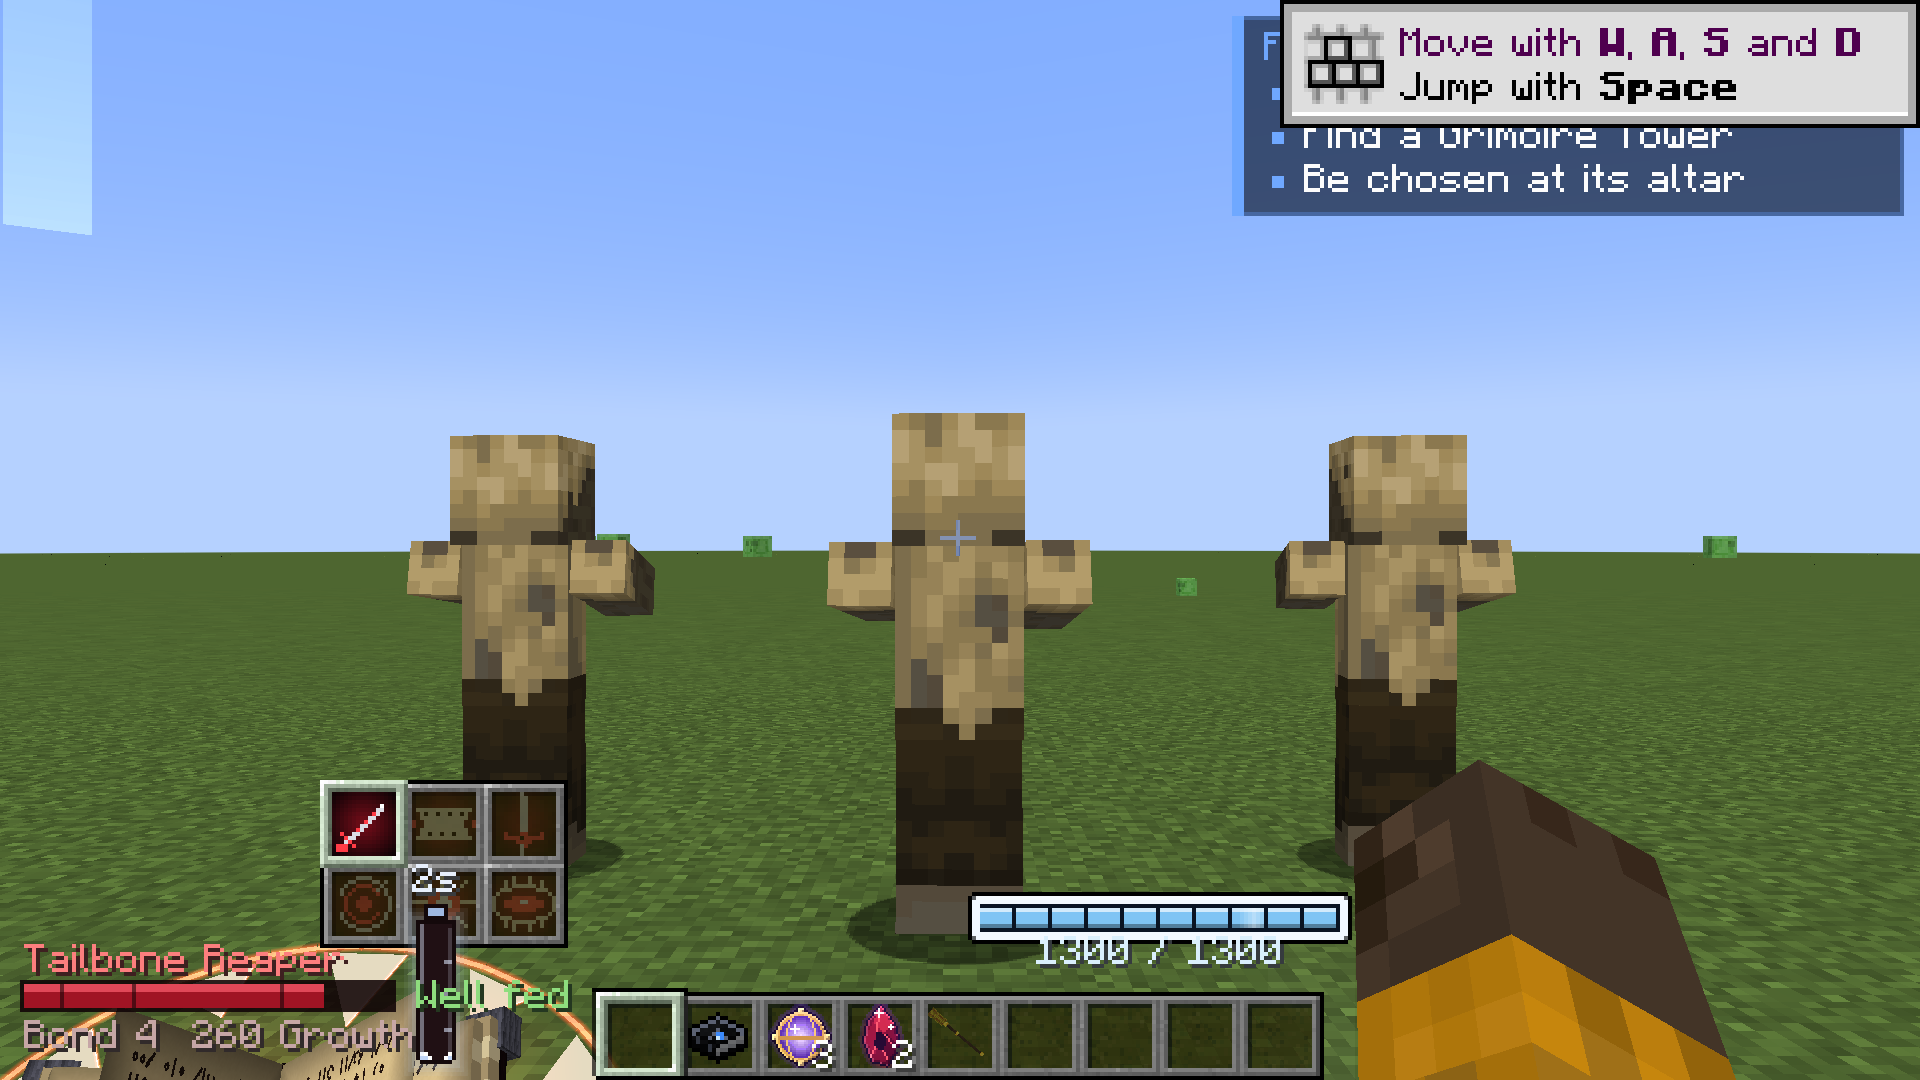 Move with W, A, S and D
Jump with Space
F
Find a Grimoire Tower
Be chosen at its altar
2s
Tailbone Reaper
Well fed
Bond 4 260 Growth
1300 / 1300
3
2